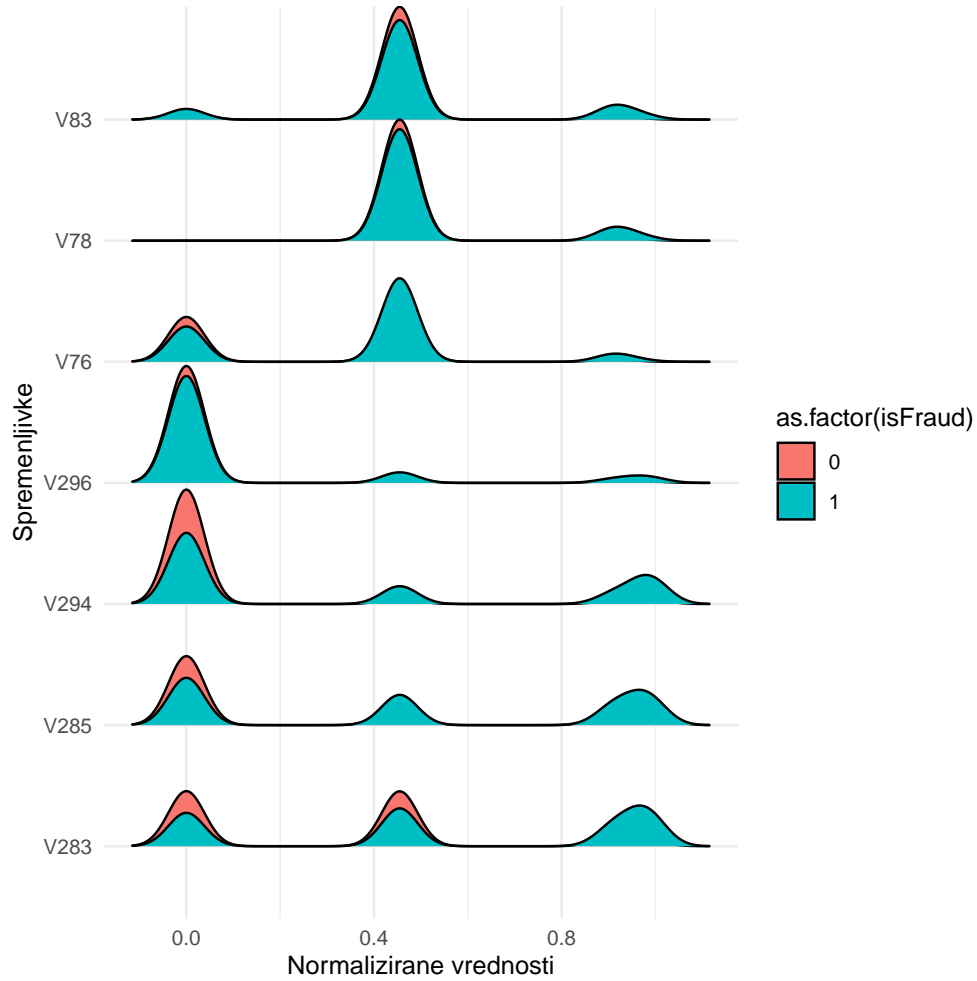 V83
V78
V76
V296
V294
V285
V283
Spremenljivke
0.0 0.4 0.8
Normalizirane vrednosti
as.factor(isFraud)
0
1